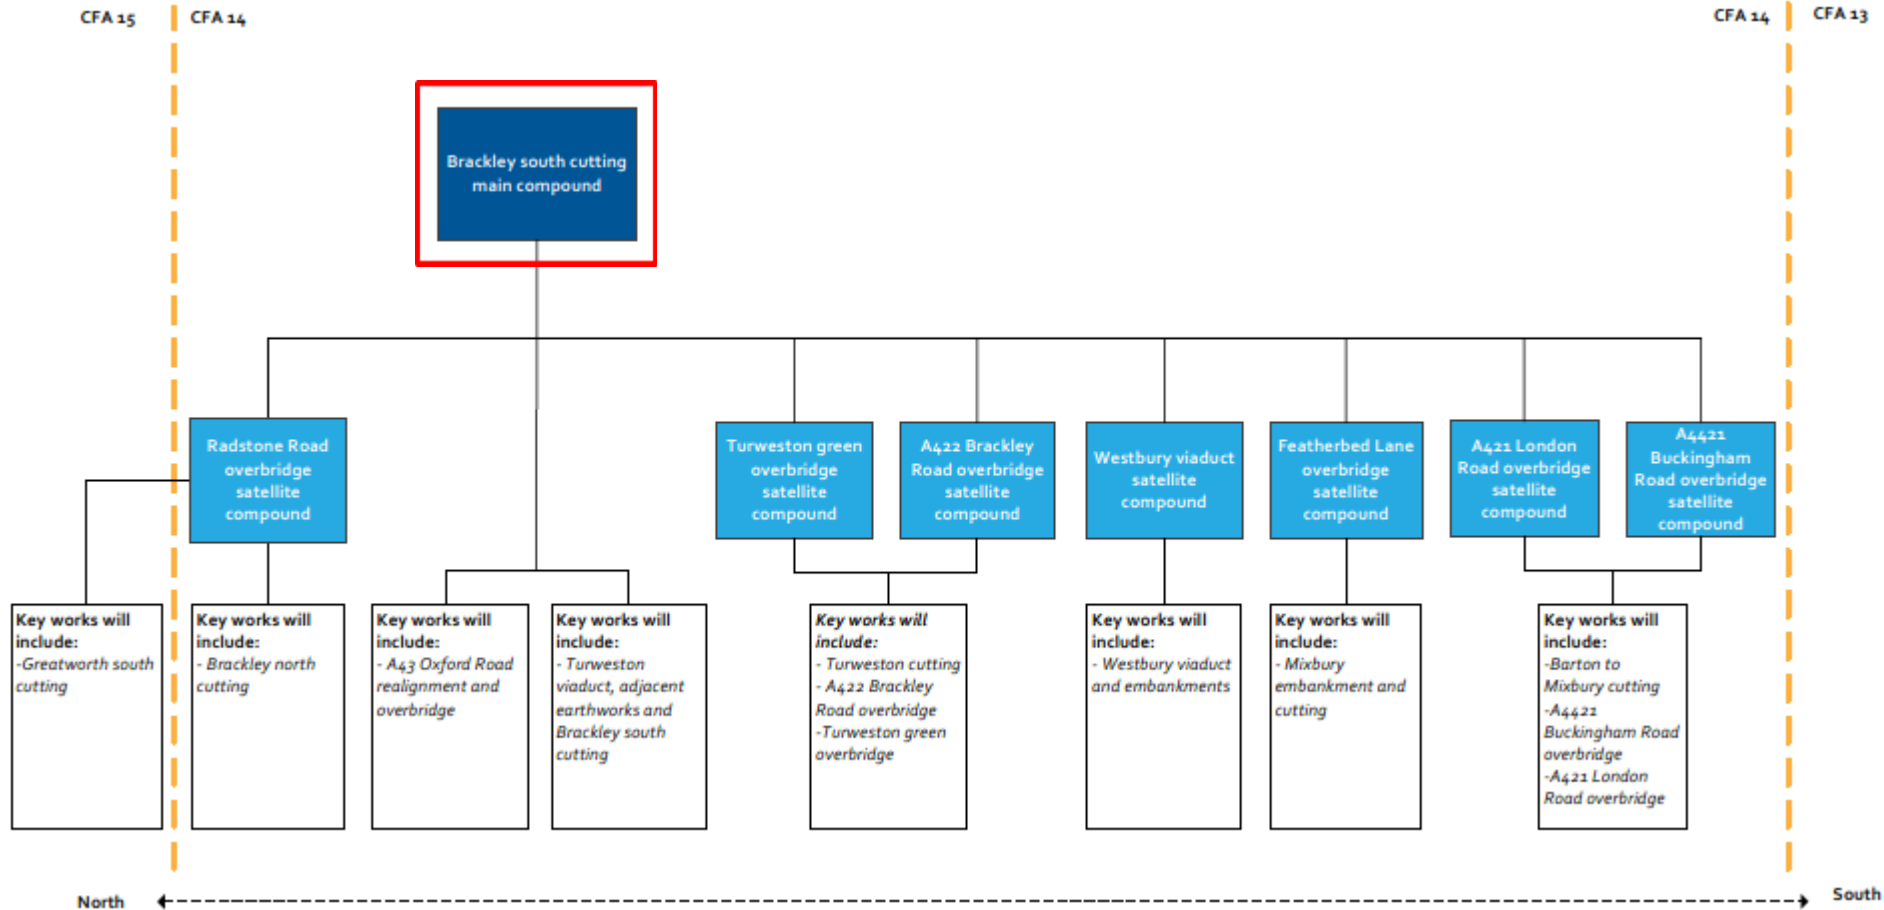 CFA 15
CFA 14
CFA 14
CFA 13
Brackley south cutting
main compound
Radstone Road
overbridge
satellite
compound
Turweston green
overbridge
satellite
compound
A422 Brackley
Road overbridge
satellite
compound
Westbury viaduct
satellite
compound
Featherbed Lane
overbridge
satellite
compound
A421 London
Road overbridge
satellite
compound
A4421
Buckingham
Road overbridge
satellite
compound
Key works will
include:
-Greatworth south
cutting
Key works will
include:
- Brackley north
cutting
Key works will
include:
- A43 Oxford Road
realignment and
overbridge
Key works will
include:
- Turweston
viaduct, adjacent
earthworks and
Brackley south
cutting
Key works will
include:
- Turweston cutting
- A422 Brackley
Road overbridge
-Turweston green
overbridge
Key works will
include:
- Westbury viaduct
and embankments
Key works will
include:
- Mixbury
embankment and
cutting
Key works will
include:
-Barton to
Mixbury cutting
-A4421
Buckingham Road
overbridge
-A421 London
Road overbridge
North
South